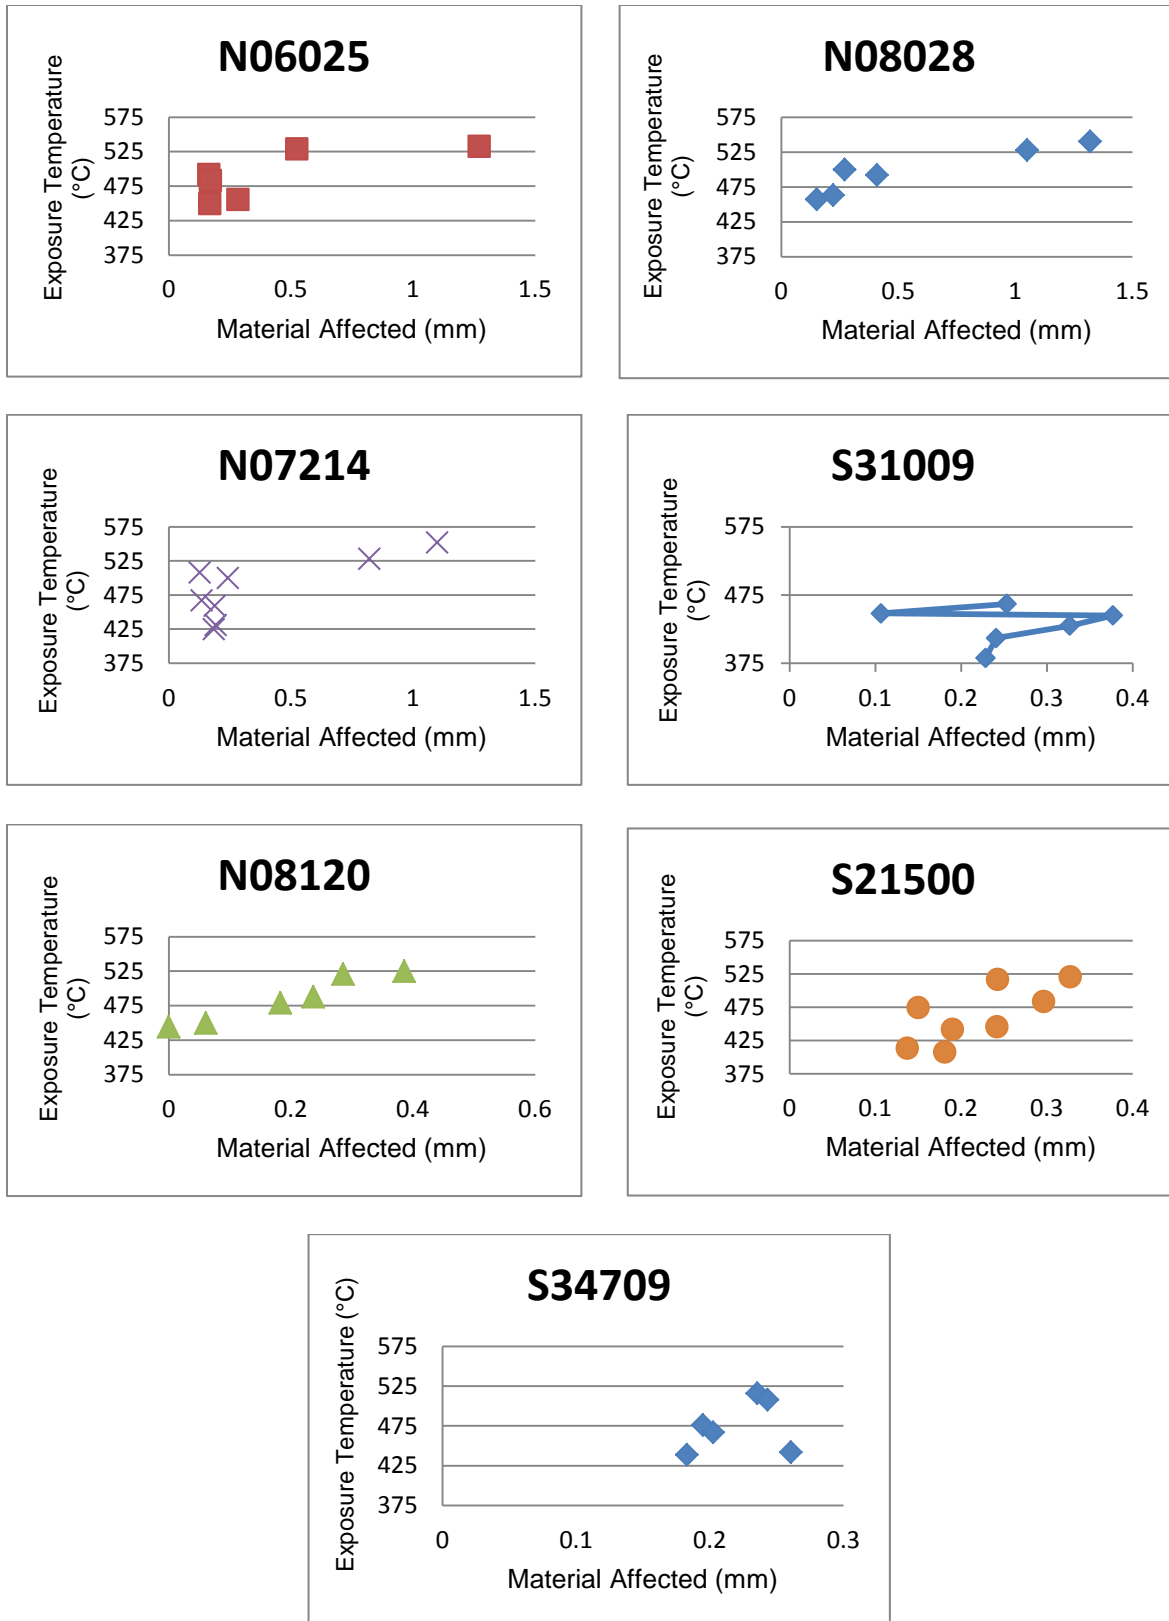 N06025
Exposure Temperature
(°C)
575
525
475
425
375
0 0.5 1 1.5
Material Affected (mm)
N08028
Exposure Temperature
(°C)
575
525
475
425
375
0 0.5 1 1.5
Material Affected (mm)
N07214
Exposure Temperature
(°C)
575
525
475
425
375
0 0.5 1 1.5
Material Affected (mm)
S31009
Exposure Temperature
(°C)
575
475
375
0 0.1 0.2 0.3 0.4
Material Affected (mm)
N08120
Exposure Temperature
(°C)
575
525
475
425
375
0 0.2 0.4 0.6
Material Affected (mm)
S21500
Exposure Temperature
(°C)
575
525
475
425
375
0 0.1 0.2 0.3 0.4
Material Affected (mm)
S34709
Exposure Temperature (°C)
575
525
475
425
375
0 0.1 0.2 0.3
Material Affected (mm)